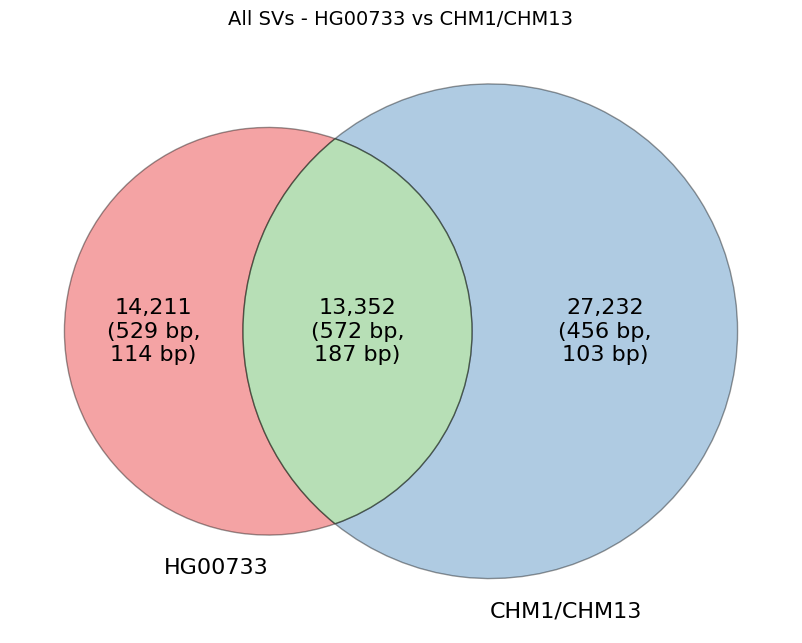 All SVs - HG00733 vs CHM1/CHM13
14,211
(529 bp,
114 bp)
13,352
(572 bp,
187 bp)
27,232
(456 bp,
103 bp)
HG00733
CHM1/CHM13